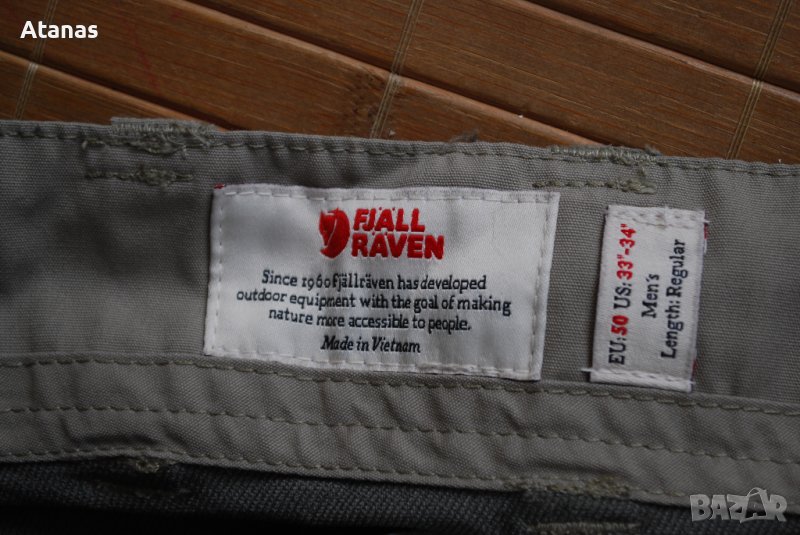 Atanas
FJÄLL
RÄVEN
Since 1960 fjällräven has developed
outdoor equipment with the goal of making
nature more accessible to people.
Made in Vietnam
EU:50 US:33"-34"
Men's
Length: Regular
BAZAR